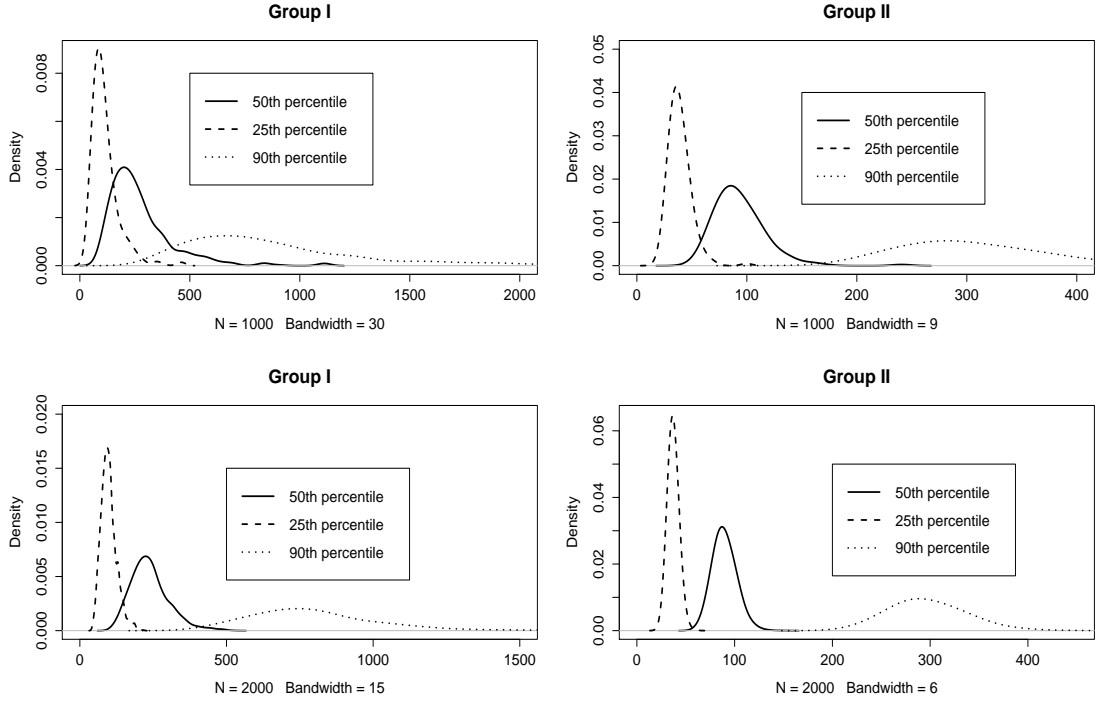 Group I
Density
0.000
0.004
0.008
50th percentile
25th percentile
90th percentile
0
500
1000
1500
2000
N = 1000 Bandwidth = 30
Group II
Density
0.00
0.01
0.02
0.03
0.04
0.05
50th percentile
25th percentile
90th percentile
0
100
200
300
400
N = 1000 Bandwidth = 9
Group I
Density
0.000
0.005
0.010
0.015
0.020
50th percentile
25th percentile
90th percentile
0
500
1000
1500
N = 2000 Bandwidth = 15
Group II
Density
0.00
0.02
0.04
0.06
50th percentile
25th percentile
90th percentile
0
100
200
300
400
N = 2000 Bandwidth = 6